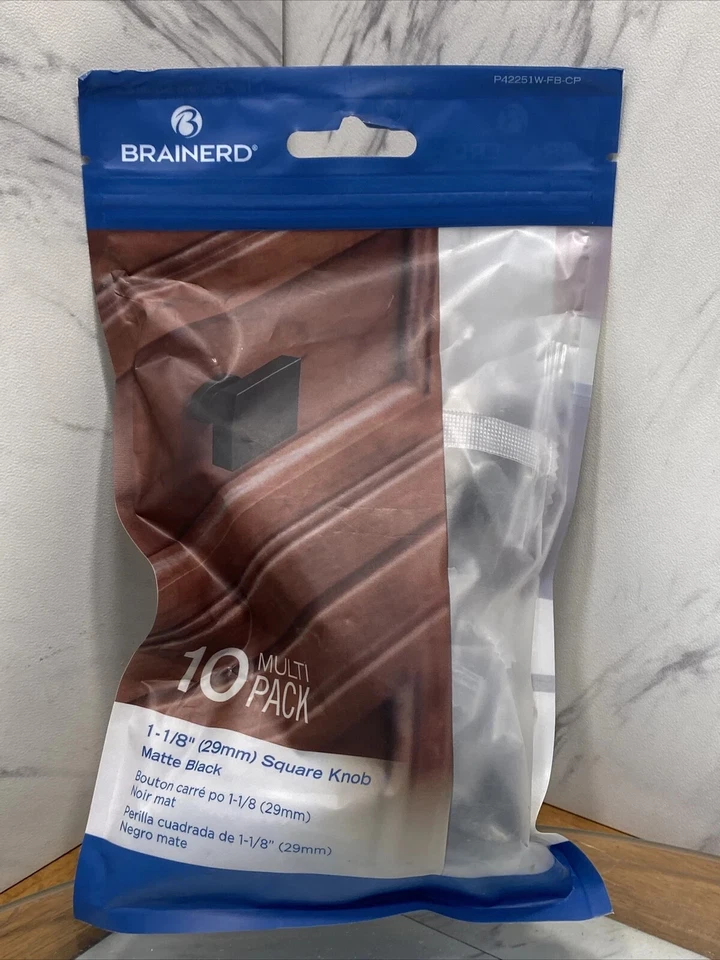 P42251W-FB-CP
BRAINERD®
10 MULTI PACK
1-1/8" (29mm) Square Knob
Matte Black
Bouton carré po 1-1/8 (29mm)
Noir mat
Perilla cuadrada de 1-1/8" (29mm)
Negro mate